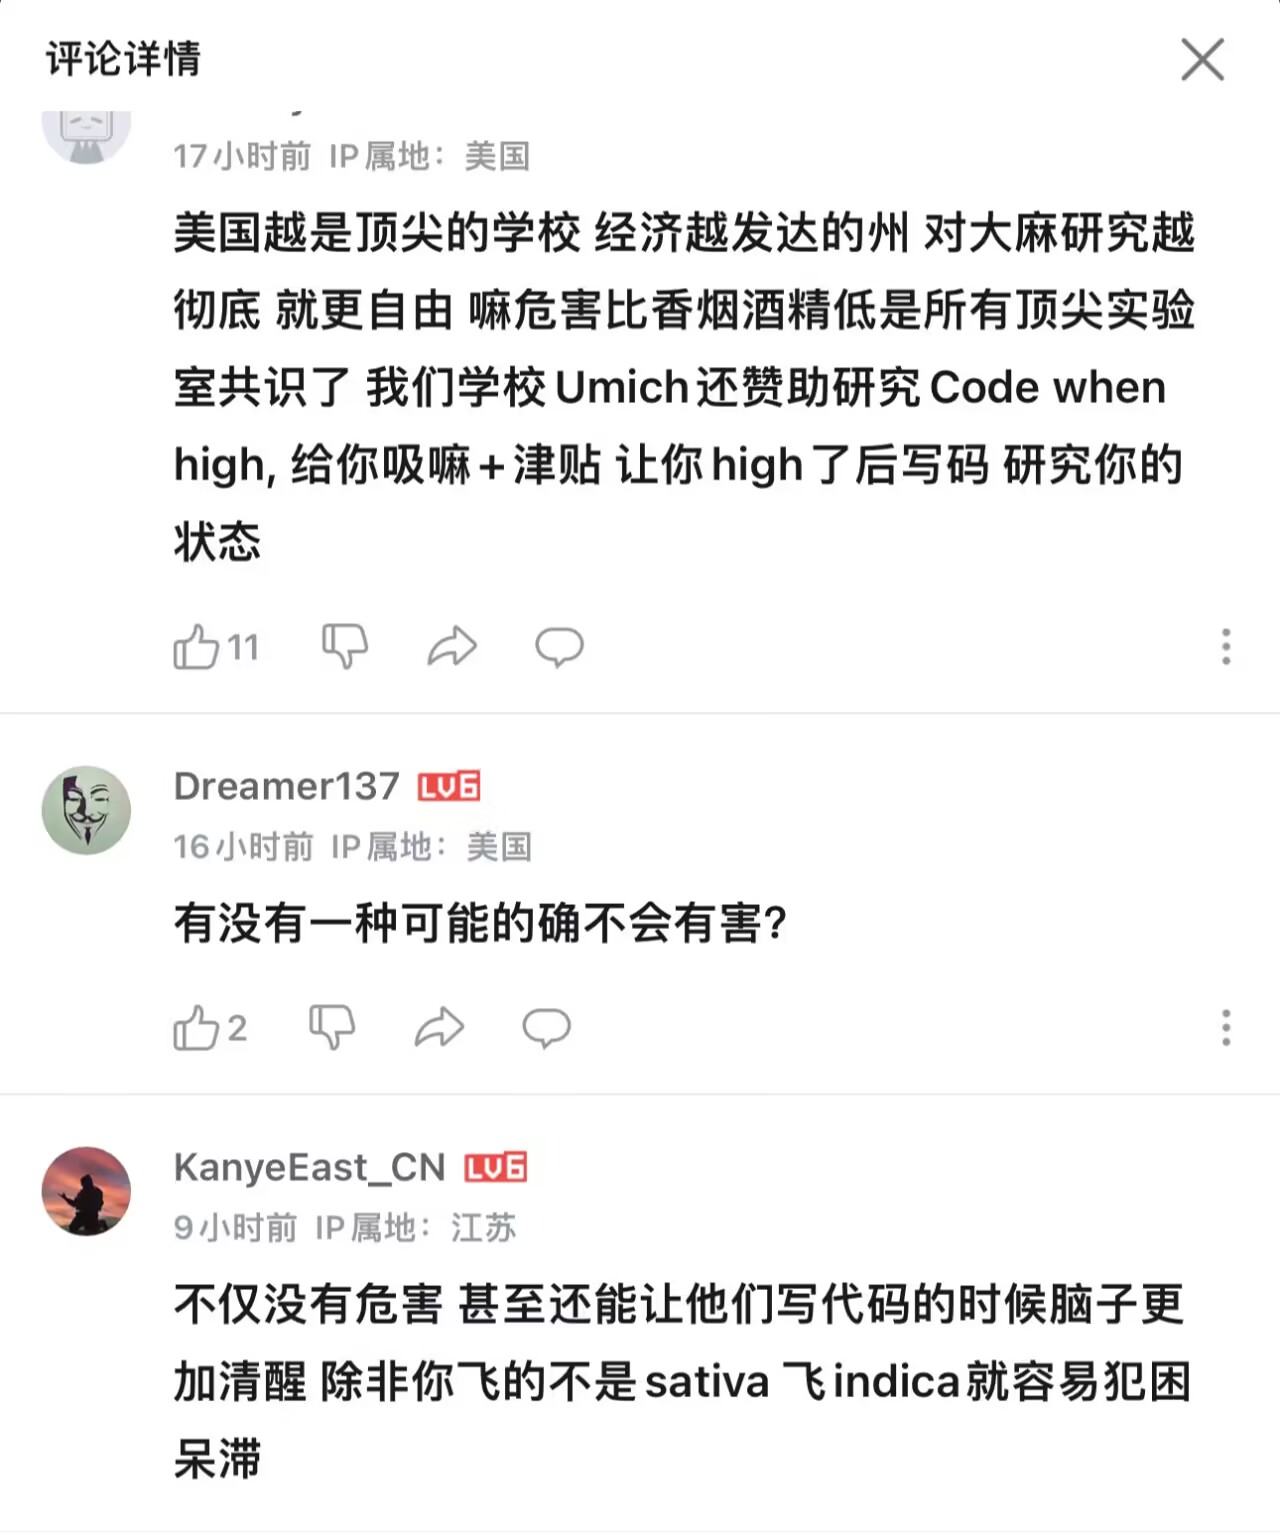 评论详情
17小时前 IP属地：美国
美国越是顶尖的学校 经济越发达的州 对大麻研究越
彻底 就更自由 嘛危害比香烟酒精低是所有顶尖实验
室共识了 我们学校Umich还赞助研究Code when
high, 给你吸嘛+津贴 让你high了后写码 研究你的
状态
11
Dreamer137 LV6
16小时前 IP属地：美国
有没有一种可能的确不会有害?
2
KanyeEast_CN LV6
9小时前 IP属地：江苏
不仅没有危害 甚至还能让他们写代码的时候脑子更
加清醒 除非你飞的不是sativa 飞indica就容易犯困
呆滞